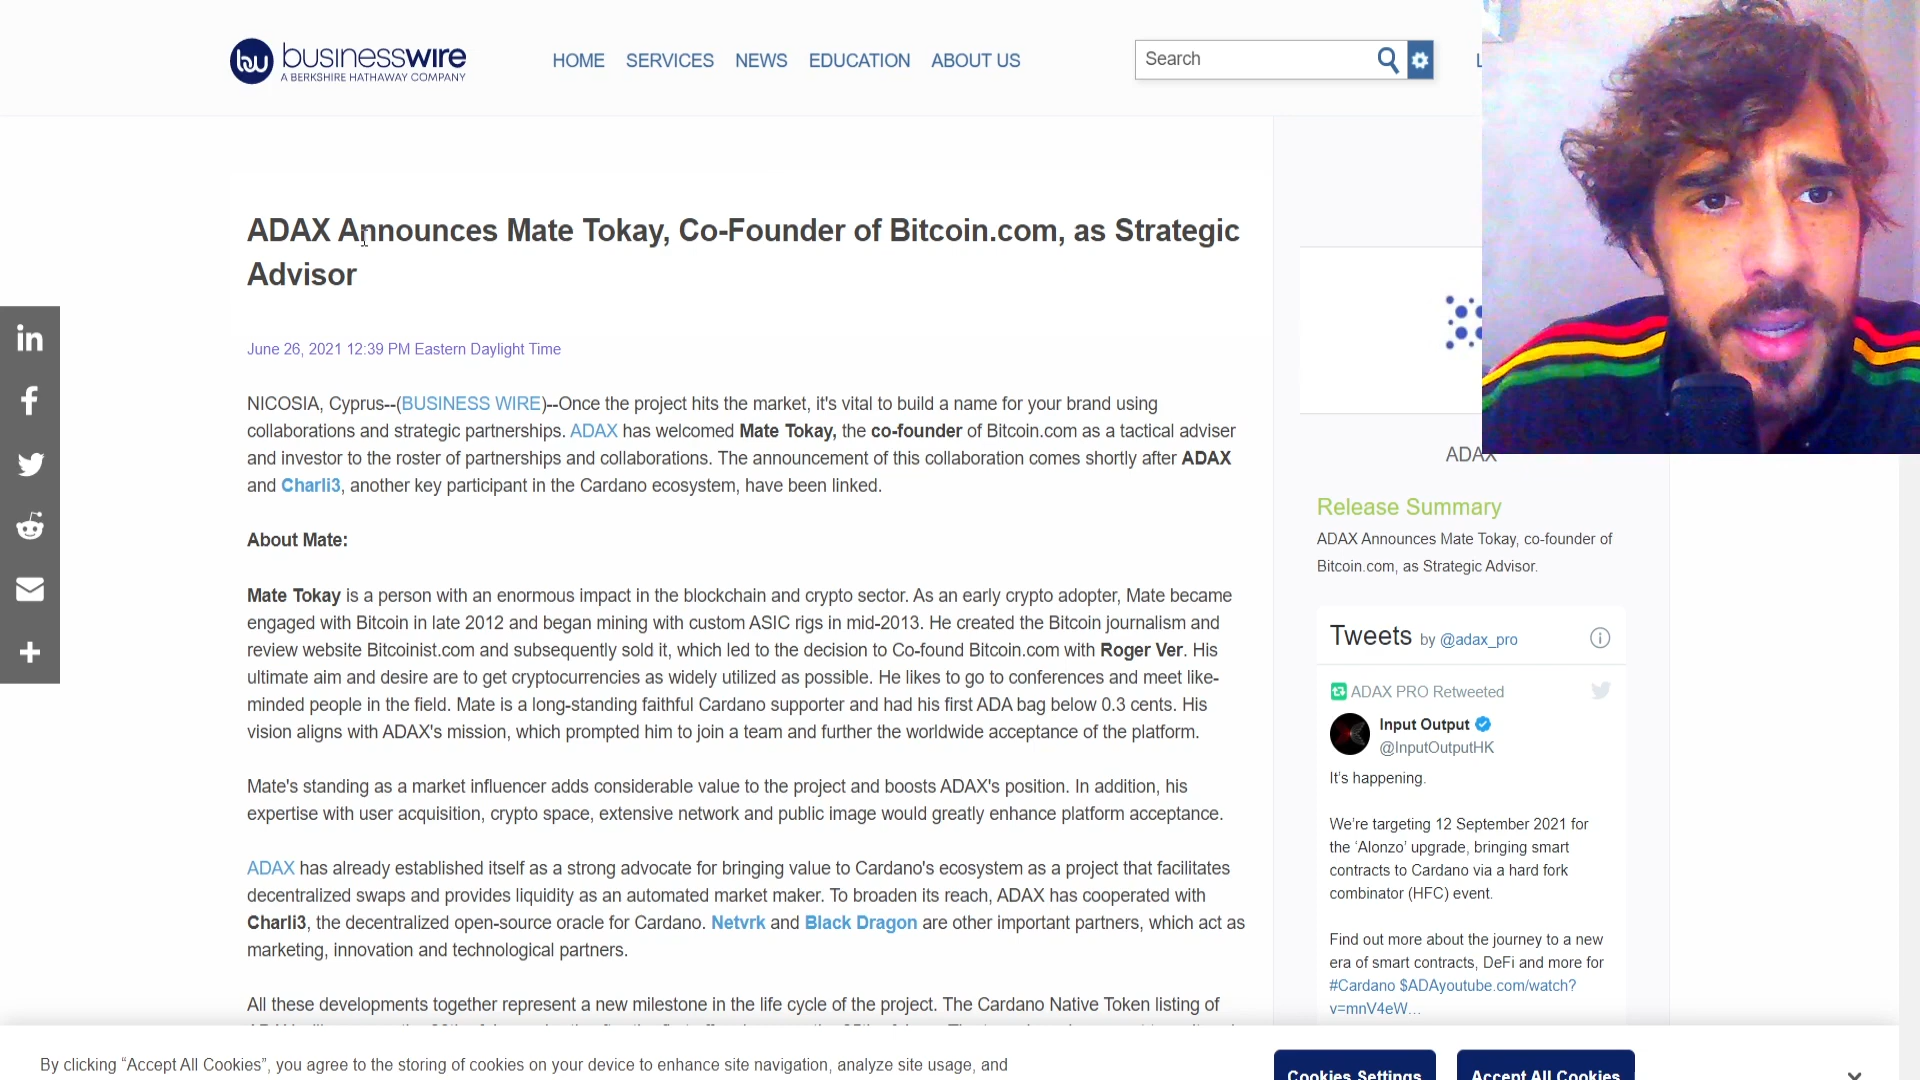 businesswire
A BERKSHIRE HATHAWAY COMPANY
HOME SERVICES NEWS EDUCATION ABOUT US
Search
ADAX Announces Mate Tokay, Co-Founder of Bitcoin.com, as Strategic
Advisor
June 26, 2021 12:39 PM Eastern Daylight Time
NICOSIA, Cyprus--(BUSINESS WIRE)--Once the project hits the market, it's vital to build a name for your brand using
collaborations and strategic partnerships. ADAX has welcomed Mate Tokay, the co-founder of Bitcoin.com as a tactical adviser
and investor to the roster of partnerships and collaborations. The announcement of this collaboration comes shortly after ADAX
and Charli3, another key participant in the Cardano ecosystem, have been linked.
About Mate:
Mate Tokay is a person with an enormous impact in the blockchain and crypto sector. As an early crypto adopter, Mate became
engaged with Bitcoin in late 2012 and began mining with custom ASIC rigs in mid-2013. He created the Bitcoin journalism and
review website Bitcoinist.com and subsequently sold it, which led to the decision to Co-found Bitcoin.com with Roger Ver. His
ultimate aim and desire are to get cryptocurrencies as widely utilized as possible. He likes to go to conferences and meet like-
minded people in the field. Mate is a long-standing faithful Cardano supporter and had his first ADA bag below 0.3 cents. His
vision aligns with ADAX's mission, which prompted him to join a team and further the worldwide acceptance of the platform.
Mate's standing as a market influencer adds considerable value to the project and boosts ADAX's position. In addition, his
expertise with user acquisition, crypto space, extensive network and public image would greatly enhance platform acceptance.
ADAX has already established itself as a strong advocate for bringing value to Cardano's ecosystem as a project that facilitates
decentralized swaps and provides liquidity as an automated market maker. To broaden its reach, ADAX has cooperated with
Charli3, the decentralized open-source oracle for Cardano. Netvrk and Black Dragon are other important partners, which act as
marketing, innovation and technological partners.
All these developments together represent a new milestone in the life cycle of the project. The Cardano Native Token listing of
ADAX
Release Summary
ADAX Announces Mate Tokay, co-founder of
Bitcoin.com, as Strategic Advisor.
Tweets by @adax_pro
ADAX PRO Retweeted
Input Output
@InputOutputHK
It's happening.
We're targeting 12 September 2021 for
the 'Alonzo' upgrade, bringing smart
contracts to Cardano via a hard fork
combinator (HFC) event.
Find out more about the journey to a new
era of smart contracts, DeFi and more for
#Cardano $ADAyoutube.com/watch?
v=mnV4eW…
By clicking “Accept All Cookies”, you agree to the storing of cookies on your device to enhance site navigation, analyze site usage, and
Cookies Settings
Accept All Cookies